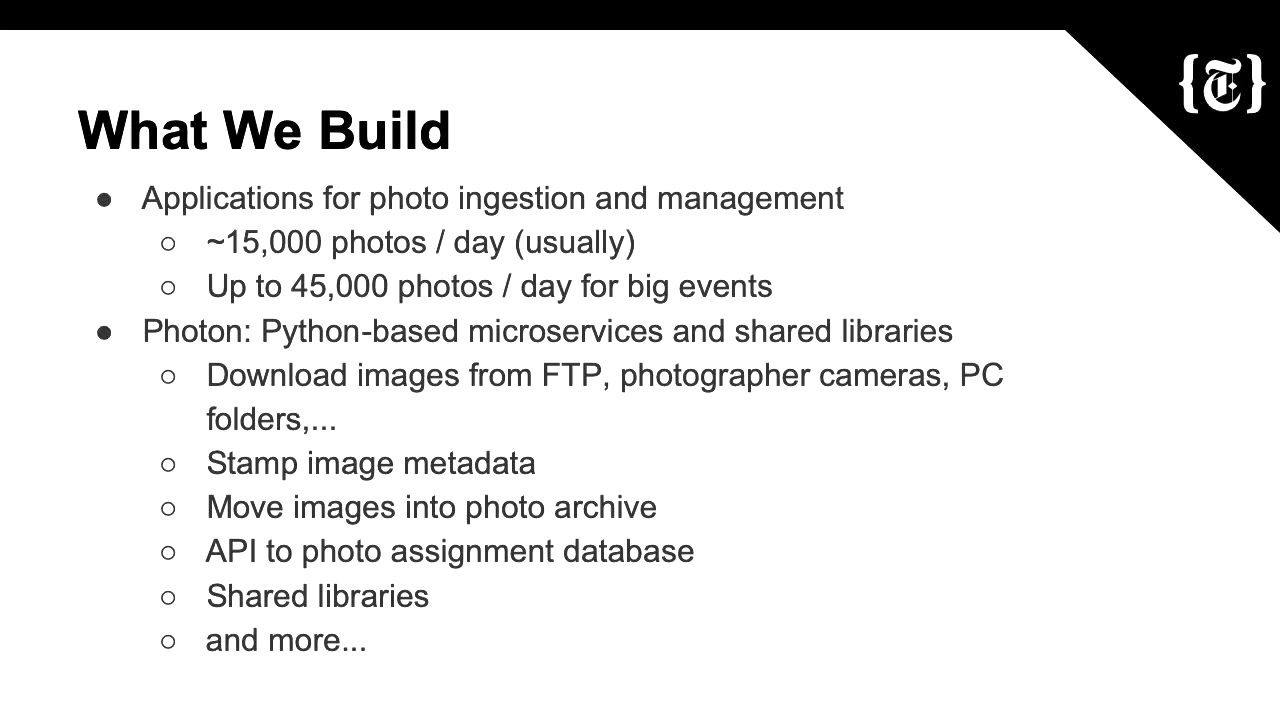 {T}
What We Build
● Applications for photo ingestion and management
○ ~15,000 photos / day (usually)
○ Up to 45,000 photos / day for big events
● Photon: Python-based microservices and shared libraries
○ Download images from FTP, photographer cameras, PC
folders,...
○ Stamp image metadata
○ Move images into photo archive
○ API to photo assignment database
○ Shared libraries
○ and more...